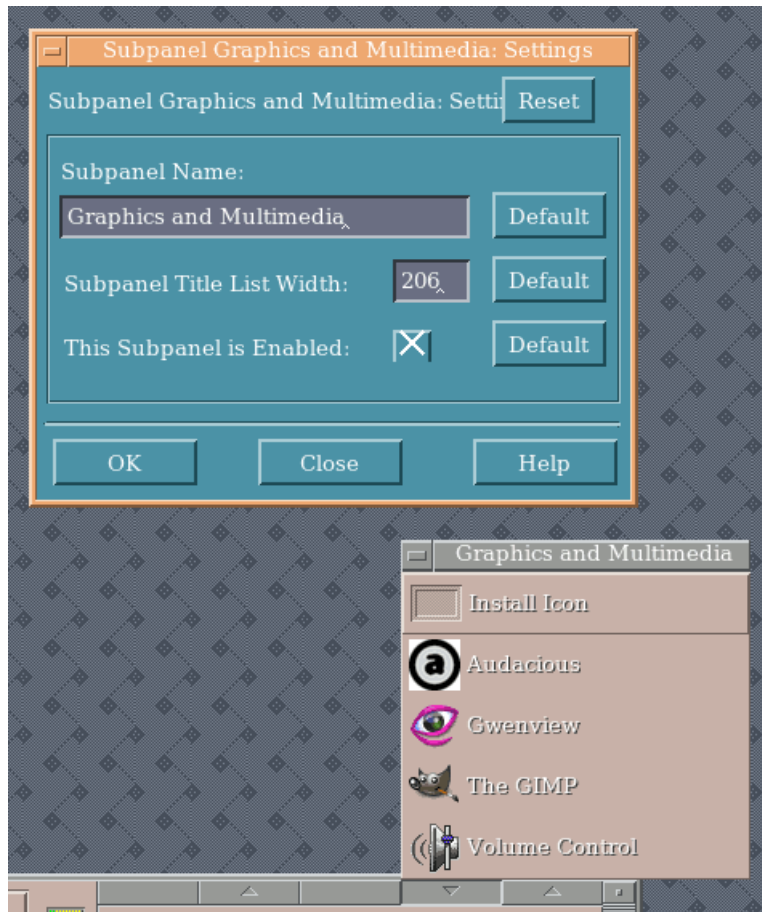 Subpanel Graphics and Multimedia: Settings
Subpanel Graphics and Multimedia: Setti
Reset
Subpanel Name:
Graphics and Multimedia
Default
Subpanel Title List Width:
206
Default
This Subpanel is Enabled:
Default
OK
Close
Help
Graphics and Multimedia
Install Icon
Audacious
Gwenview
The GIMP
Volume Control